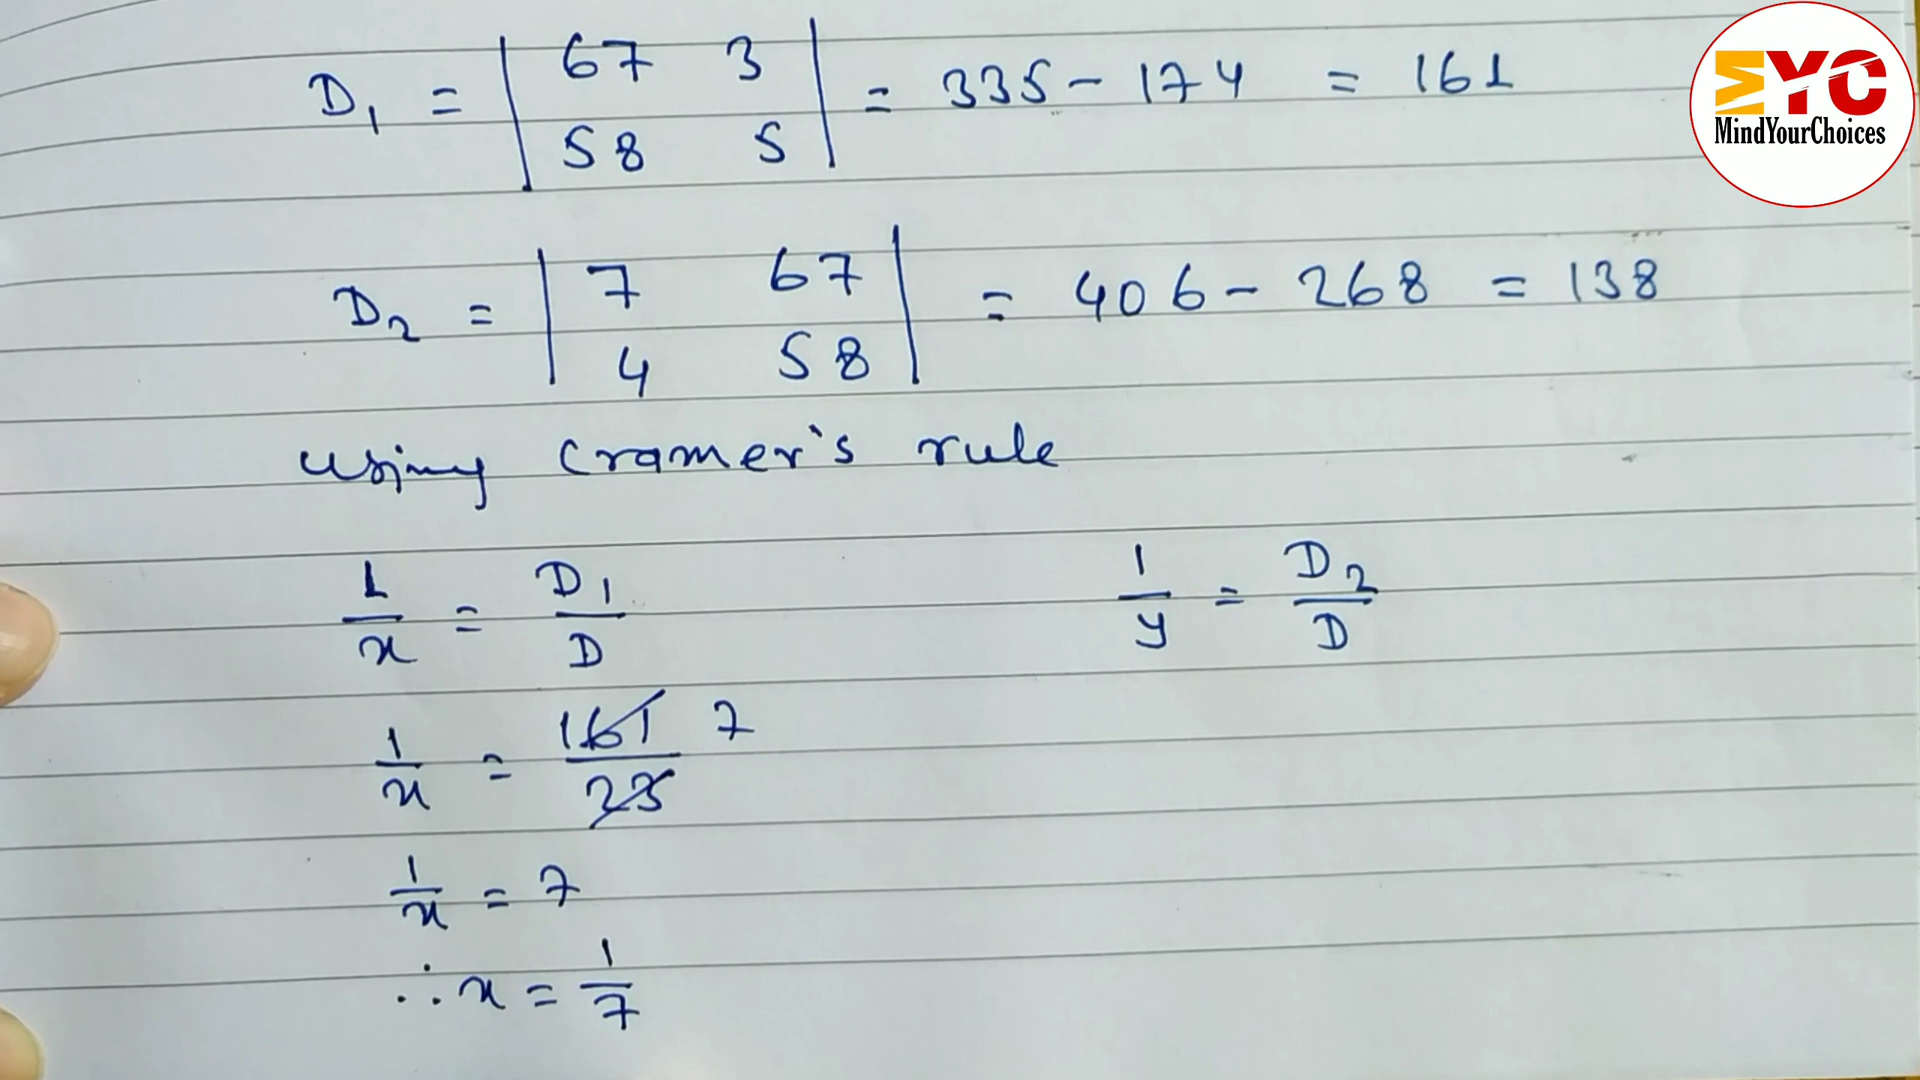 MYC
MindYourChoices
D₁ = | 67 3 | = 335 - 174 = 161
| 58 5 |
D₂ = | 7 67 | = 406 - 268 = 138
| 4 58 |
Using Cramer's rule
1/x = D₁/D
1/y = D₂/D
1/x = 161/23 7
1/x = 7
∴ x = 1/7